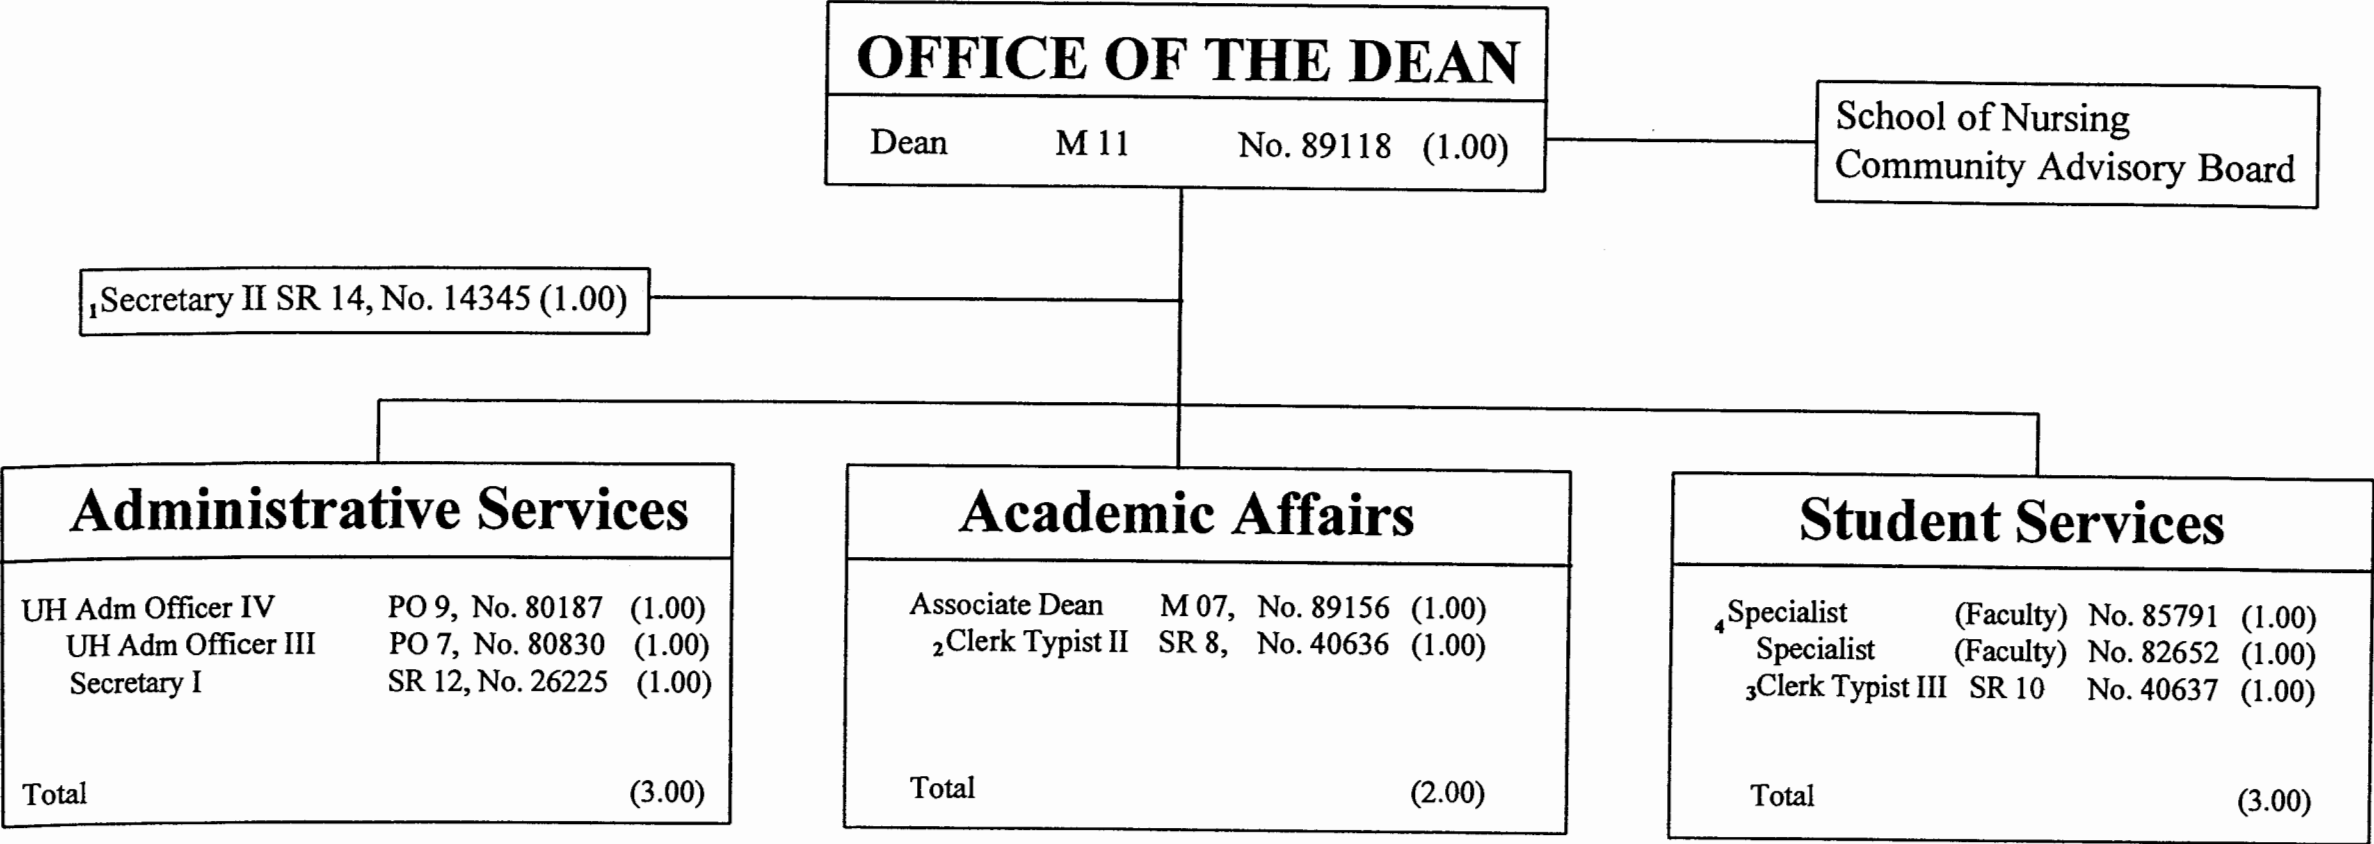 OFFICE OF THE DEAN
Dean M 11 No. 89118 (1.00)
School of Nursing
Community Advisory Board
1Secretary II SR 14, No. 14345 (1.00)
Administrative Services
UH Adm Officer IV PO 9, No. 80187 (1.00)
UH Adm Officer III PO 7, No. 80830 (1.00)
Secretary I SR 12, No. 26225 (1.00)
Total (3.00)
Academic Affairs
Associate Dean M 07, No. 89156 (1.00)
2Clerk Typist II SR 8, No. 40636 (1.00)
Total (2.00)
Student Services
4Specialist (Faculty) No. 85791 (1.00)
Specialist (Faculty) No. 82652 (1.00)
3Clerk Typist III SR 10 No. 40637 (1.00)
Total (3.00)